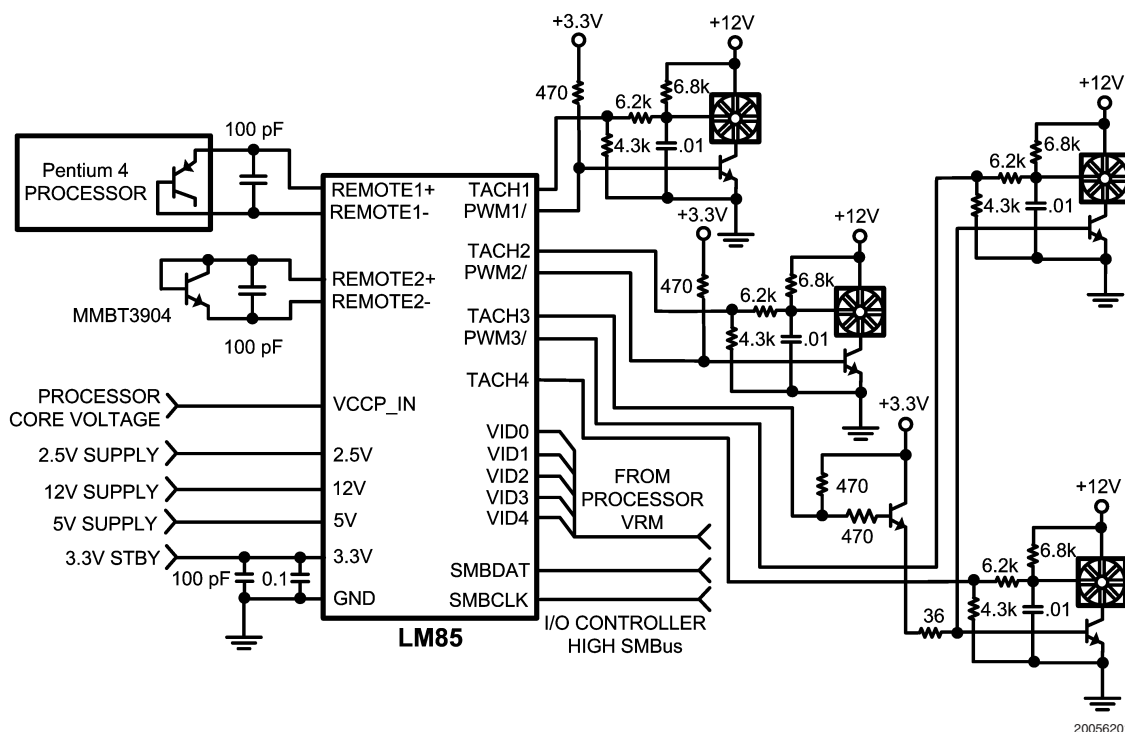 +3.3V
+12V
470
6.2k
6.8k
4.3k
.01
100 pF
Pentium 4
PROCESSOR
REMOTE1+
REMOTE1-
TACH1
PWM1/
+3.3V
+12V
470
6.2k
6.8k
4.3k
.01
TACH2
PWM2/
REMOTE2+
REMOTE2-
MMBT3904
100 pF
TACH3
PWM3/
TACH4
+12V
6.2k
6.8k
4.3k
.01
PROCESSOR
CORE VOLTAGE
VCCP_IN
2.5V SUPPLY
2.5V
12V SUPPLY
12V
5V SUPPLY
5V
3.3V STBY
3.3V
100 pF
0.1
GND
VID0
VID1
VID2
VID3
VID4
FROM
PROCESSOR
VRM
SMBDAT
SMBCLK
I/O CONTROLLER
HIGH SMBus
LM85
+3.3V
470
470
36
+12V
6.2k
6.8k
4.3k
.01
2005620